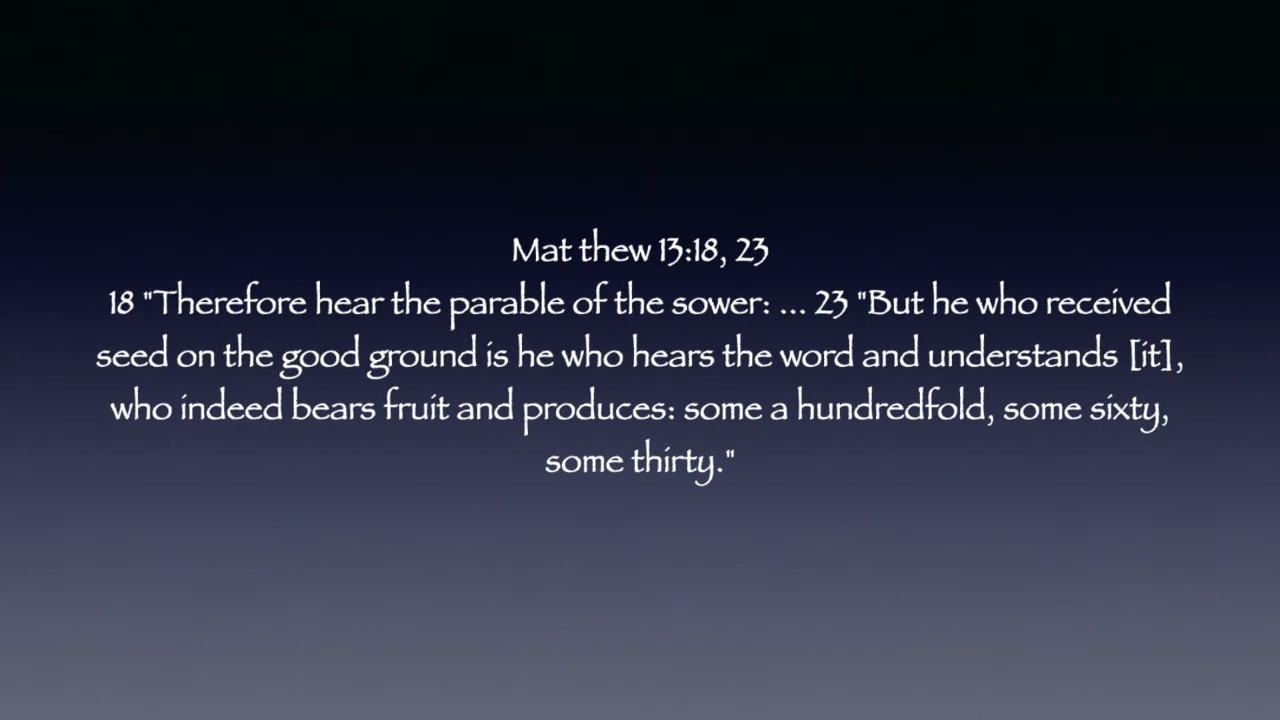 Mat thew 13:18, 23
18 "Therefore hear the parable of the sower: ... 23 "But he who received
seed on the good ground is he who hears the word and understands [it],
who indeed bears fruit and produces: some a hundredfold, some sixty,
some thirty."